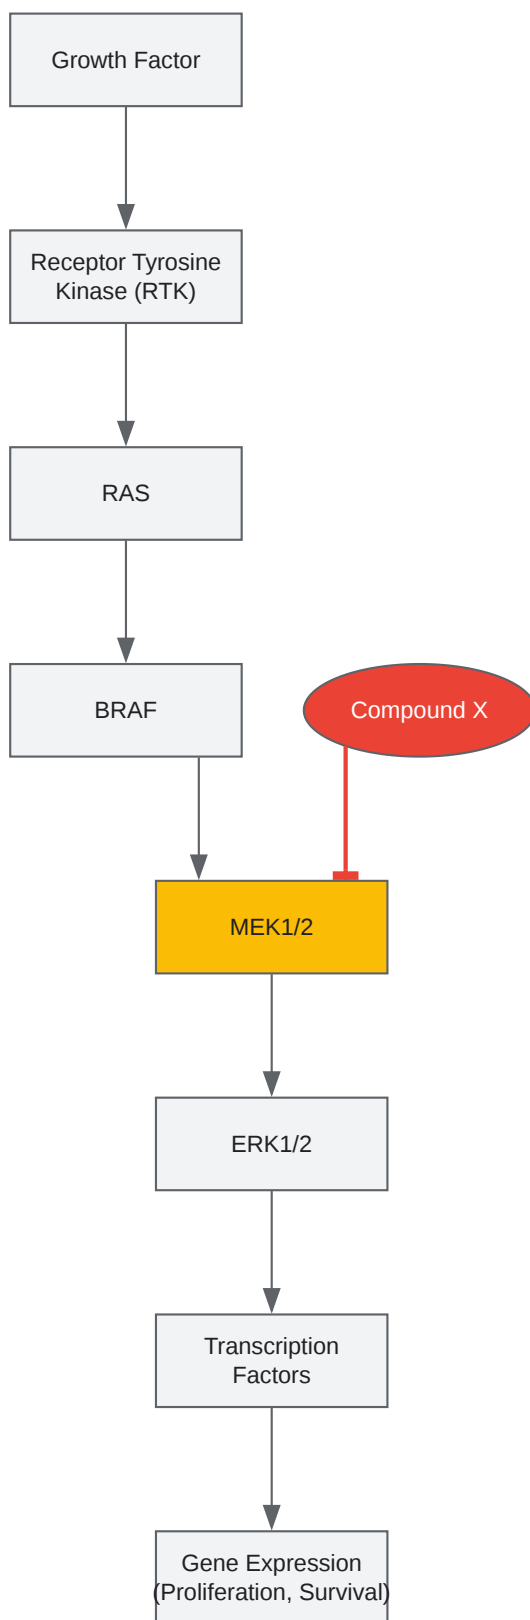 Growth Factor
Receptor Tyrosine
Kinase (RTK)
RAS
BRAF
Compound X
MEK1/2
ERK1/2
Transcription
Factors
Gene Expression
(Proliferation, Survival)